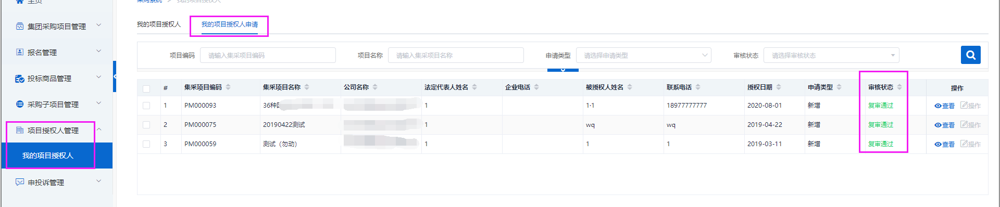 主页
采购系统 > 我的项目授权人
集团采购项目管理
报名管理
投标商品管理
采购子项目管理
项目授权人管理
我的项目授权人
申投诉管理
我的项目授权人 我的项目授权人申请
项目编码 请输入集采项目编码 项目名称 请输入集采项目名称 申请类型 请选择申请类型 审核状态 请选择审核状态
# 集采项目编码 集采项目名称 公司名称 法定代表人姓名 企业电话 被授权人姓名 联系电话 授权日期 申请类型 审核状态 操作
1 PM000093 36种 1 1·1 18977777777 2020-08-01 新增 复审通过 查看 操作
2 PM000075 20190422测试 1 wq wq 2019-04-22 新增 复审通过 查看 操作
3 PM000059 测试（勿动） 1 1 1 2019-03-11 新增 复审通过 查看 操作